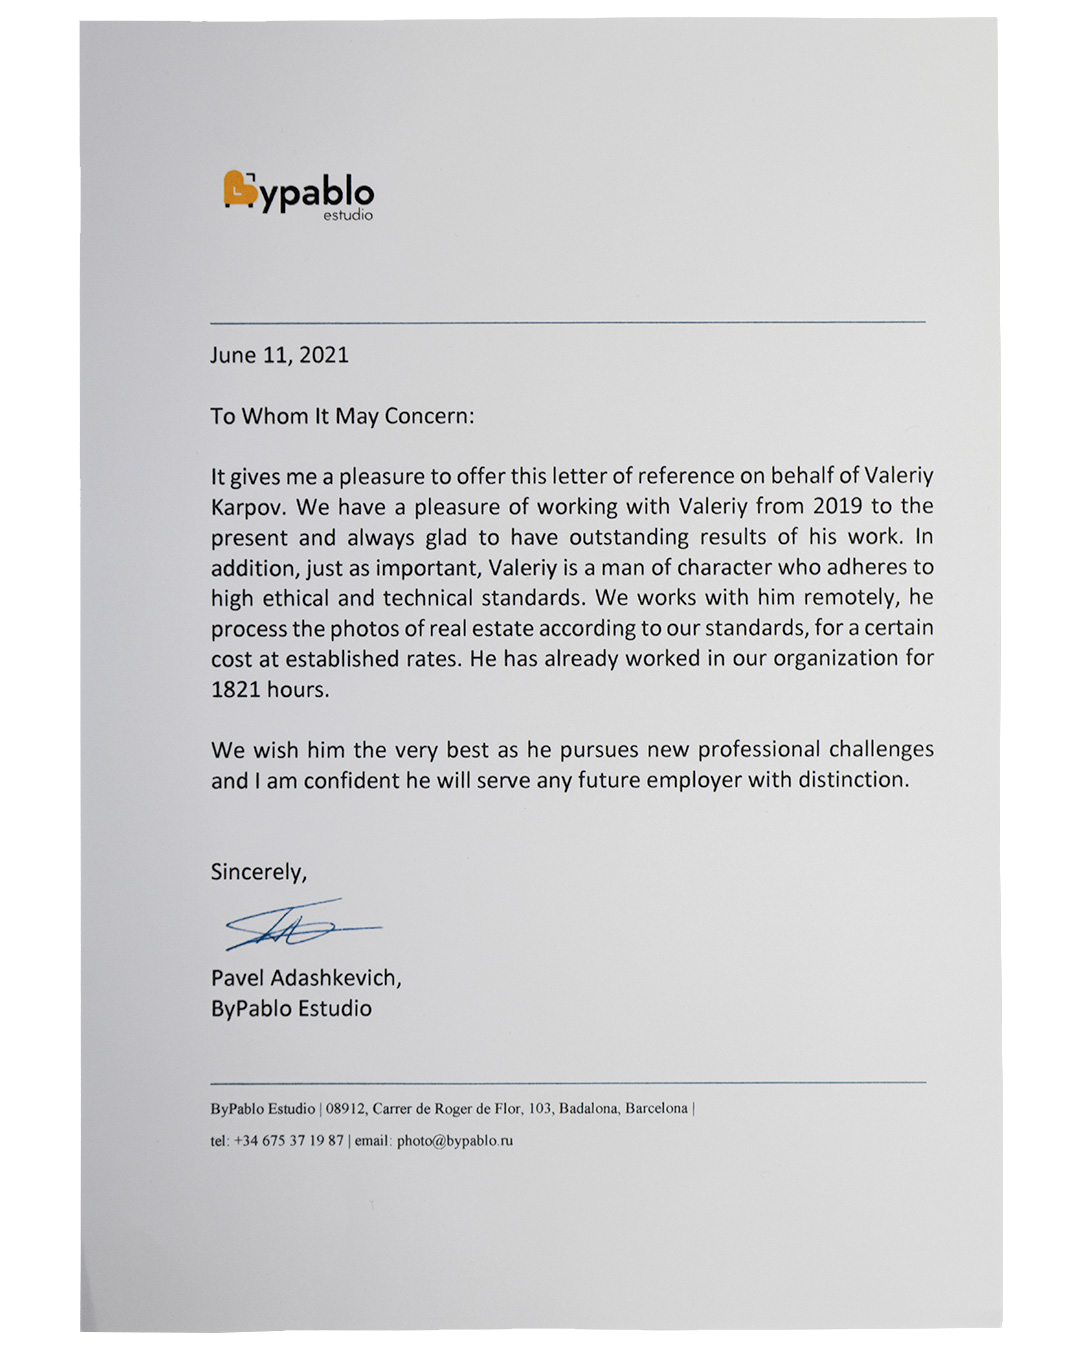 Bypablo
estudio
June 11, 2021
To Whom It May Concern:
It gives me a pleasure to offer this letter of reference on behalf of Valeriy
Karpov. We have a pleasure of working with Valeriy from 2019 to the
present and always glad to have outstanding results of his work. In
addition, just as important, Valeriy is a man of character who adheres to
high ethical and technical standards. We works with him remotely, he
process the photos of real estate according to our standards, for a certain
cost at established rates. He has already worked in our organization for
1821 hours.
We wish him the very best as he pursues new professional challenges
and I am confident he will serve any future employer with distinction.
Sincerely,
Pavel Adashkevich,
ByPablo Estudio
ByPablo Estudio | 08912, Carrer de Roger de Flor, 103, Badalona, Barcelona |
tel: +34 675 37 19 87 | email: photo@bypablo.ru